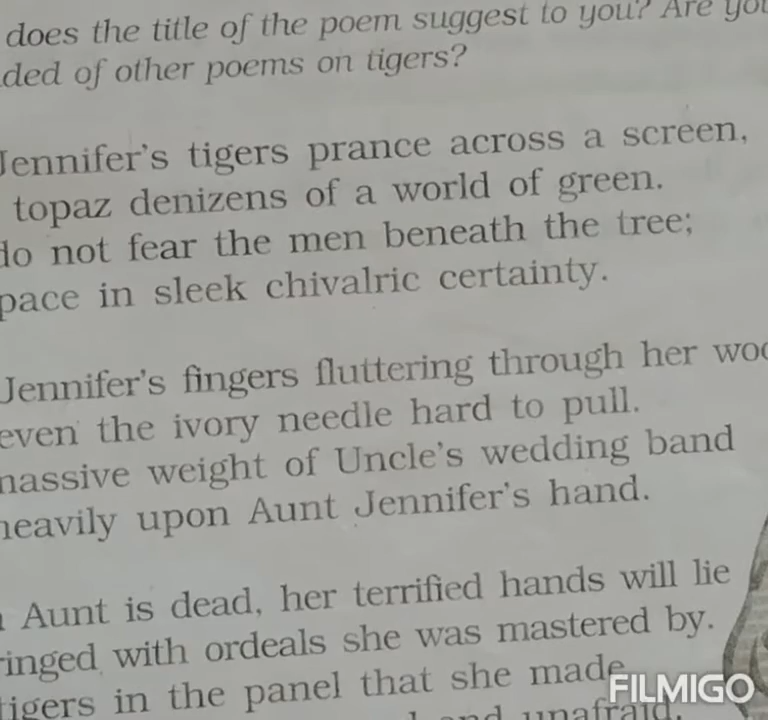 does the title of the poem suggest to you? Are you
ded of other poems on tigers?
Jennifer's tigers prance across a screen,
topaz denizens of a world of green.
do not fear the men beneath the tree;
pace in sleek chivalric certainty.
Jennifer's fingers fluttering through her woo
even the ivory needle hard to pull.
massive weight of Uncle's wedding band
heavily upon Aunt Jennifer's hand.
Aunt is dead, her terrified hands will lie
ringed with ordeals she was mastered by.
tigers in the panel that she made
and unafraid.
FILMIGO